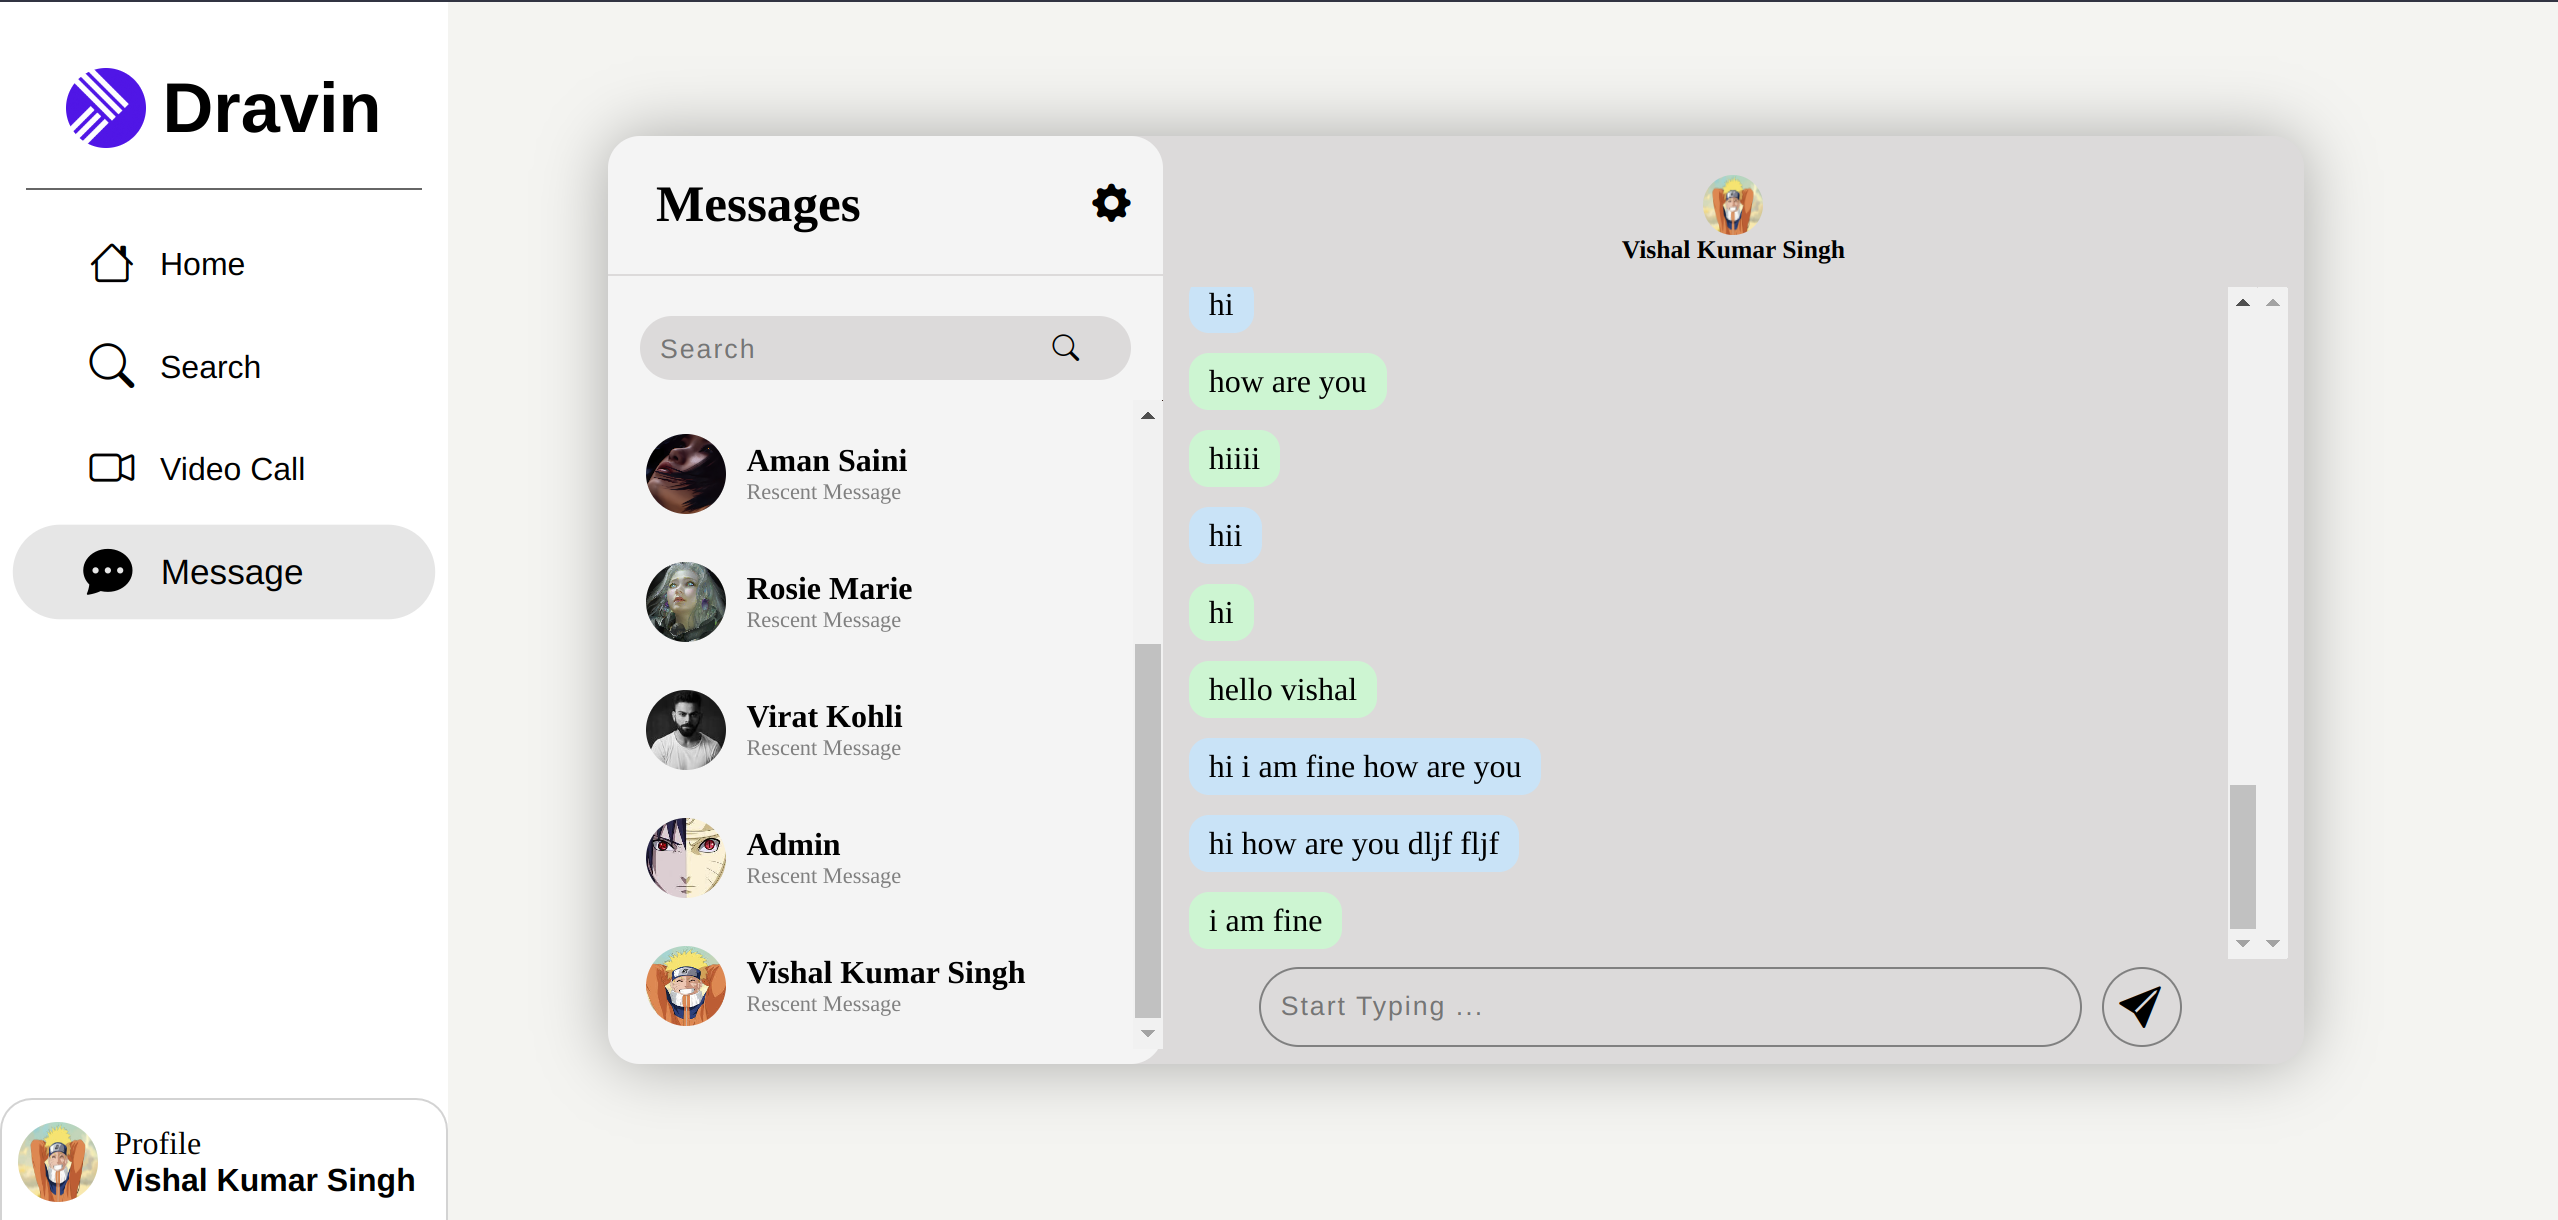 Dravin
Home
Search
Video Call
Message
Profile
Vishal Kumar Singh
Messages
Search
Aman Saini
Rescent Message
Rosie Marie
Rescent Message
Virat Kohli
Rescent Message
Admin
Rescent Message
Vishal Kumar Singh
Rescent Message
Vishal Kumar Singh
hi
how are you
hiiii
hii
hi
hello vishal
hi i am fine how are you
hi how are you dljf fljf
i am fine
Start Typing ...